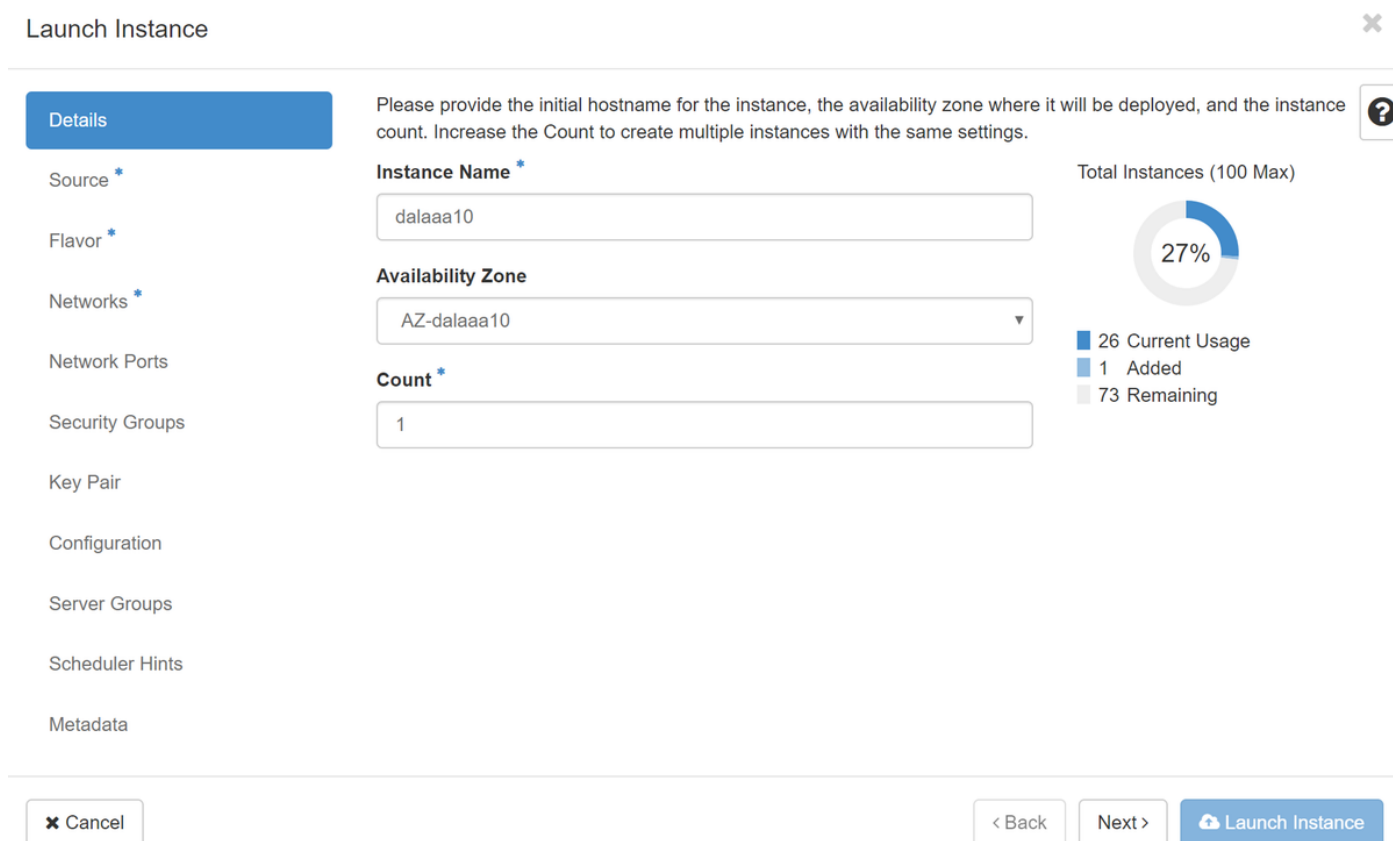 Launch Instance
Details
Source *
Flavor *
Networks *
Network Ports
Security Groups
Key Pair
Configuration
Server Groups
Scheduler Hints
Metadata
Please provide the initial hostname for the instance, the availability zone where it will be deployed, and the instance
count. Increase the Count to create multiple instances with the same settings.
Instance Name *
dalaaa10
Availability Zone
AZ-dalaaa10
Count *
1
Total Instances (100 Max)
27%
26 Current Usage
1 Added
73 Remaining
Cancel
< Back
Next >
Launch Instance